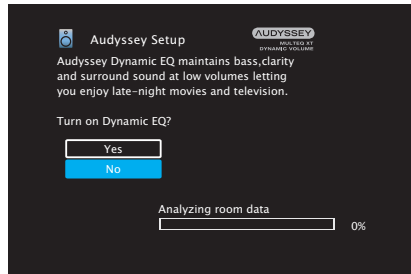 Audyssey Setup
AUDYSSEY
MULTEQ XT
DYNAMIC VOLUME
Audyssey Dynamic EQ maintains bass,clarity
and surround sound at low volumes letting
you enjoy late-night movies and television.
Turn on Dynamic EQ?
Yes
No
Analyzing room data
0%